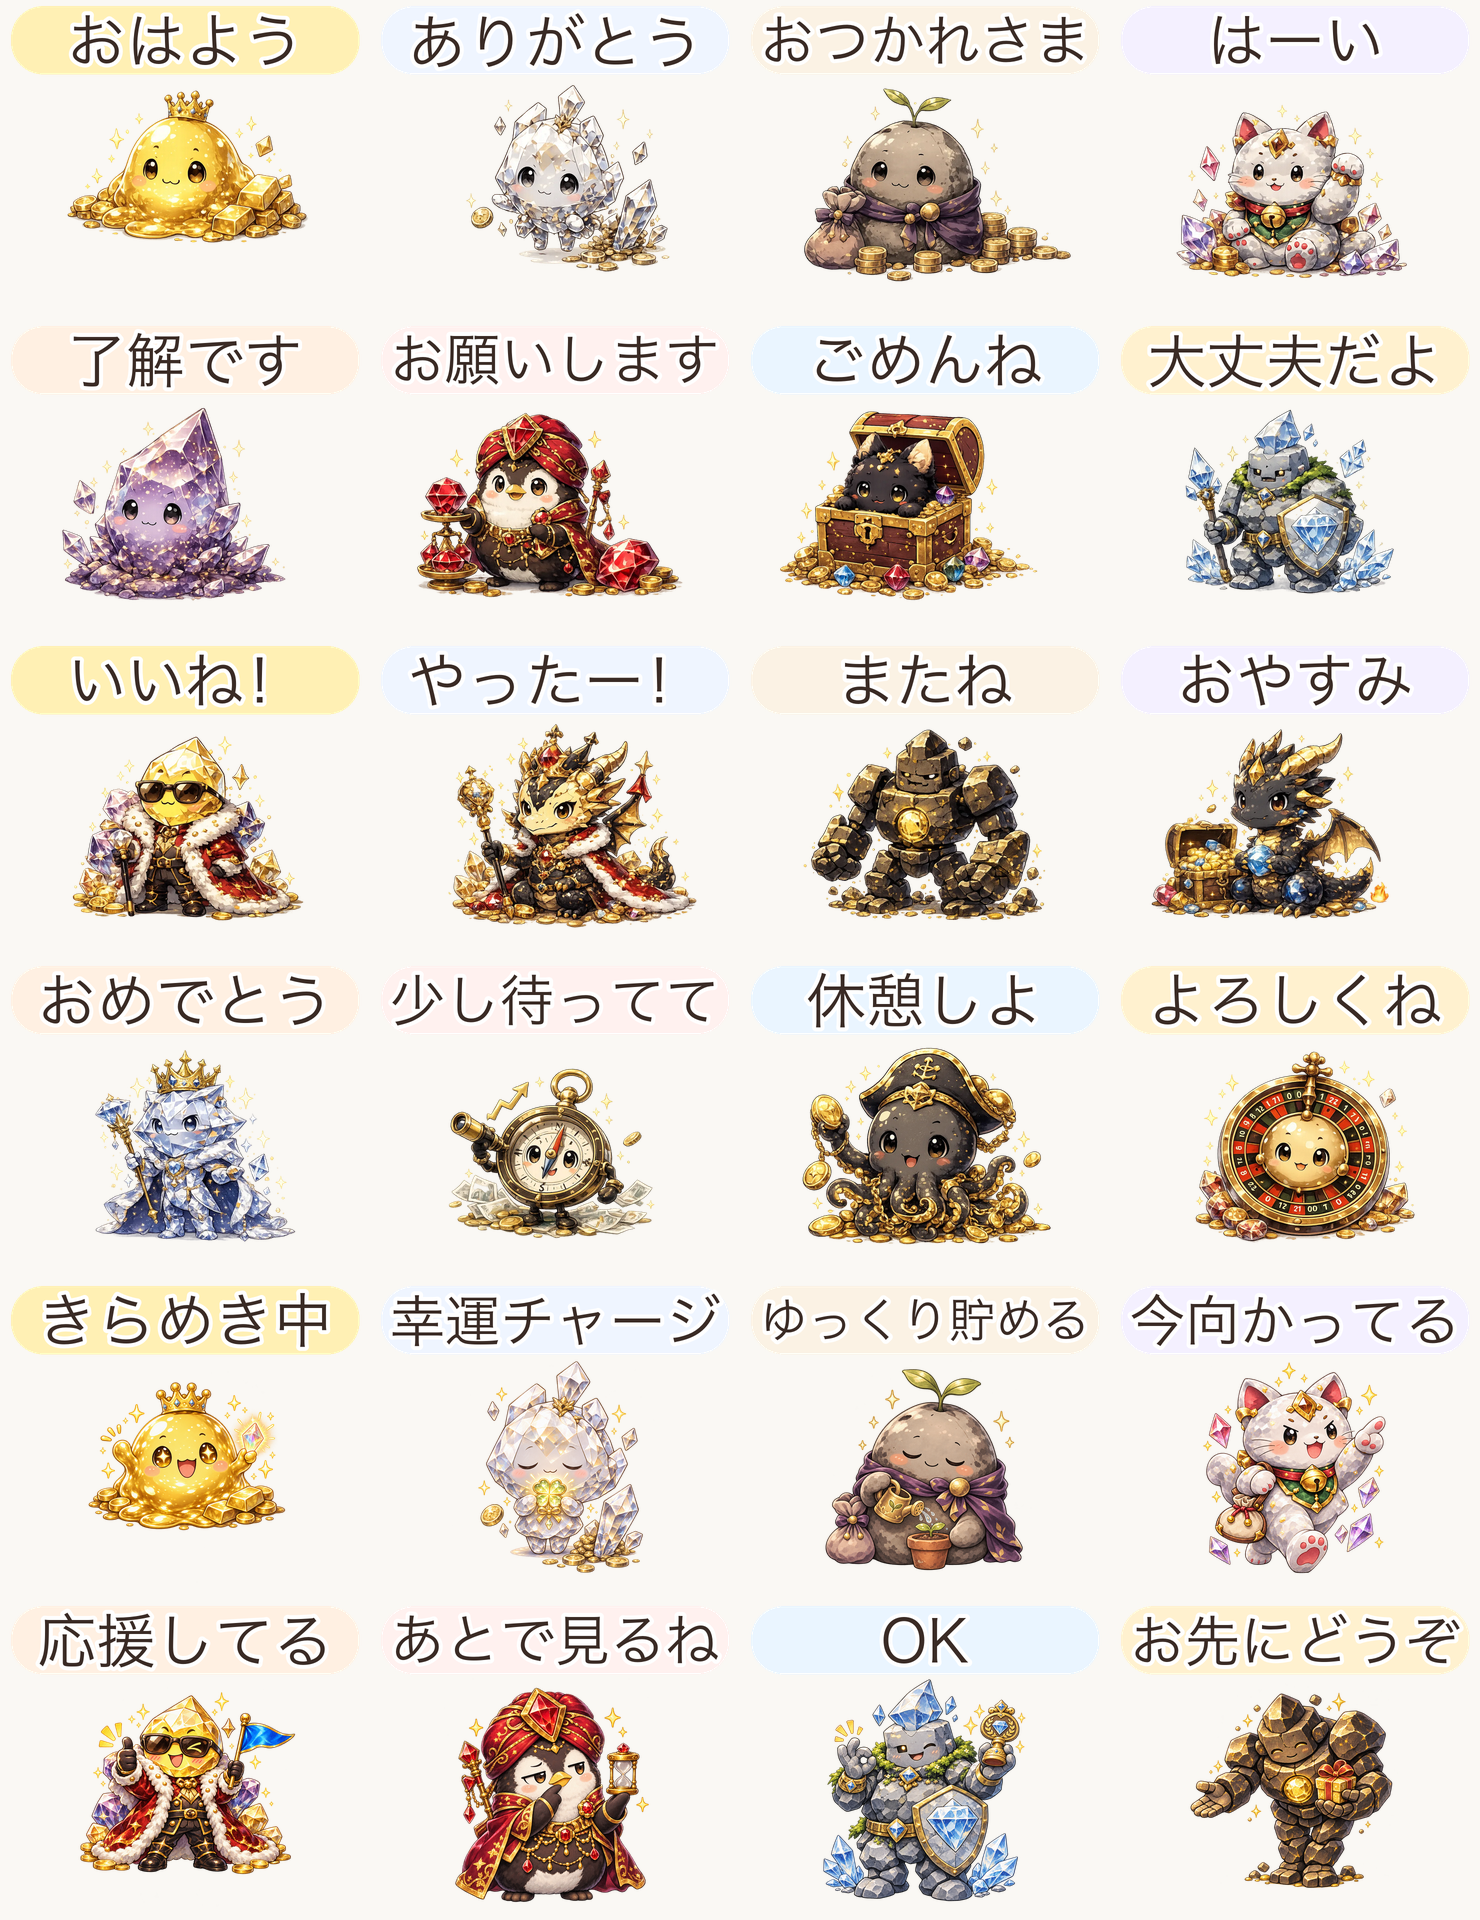 おはよう
ありがとう
おつかれさま
はーい
了解です
お願いします
ごめんね
大丈夫だよ
いいね!
やったー!
またね
おやすみ
おめでとう
少し待ってて
休憩しよ
よろしくね
きらめき中
幸運チャージ
ゆっくり貯める
今向かってる
応援してる
あとで見るね
OK
お先にどうぞ